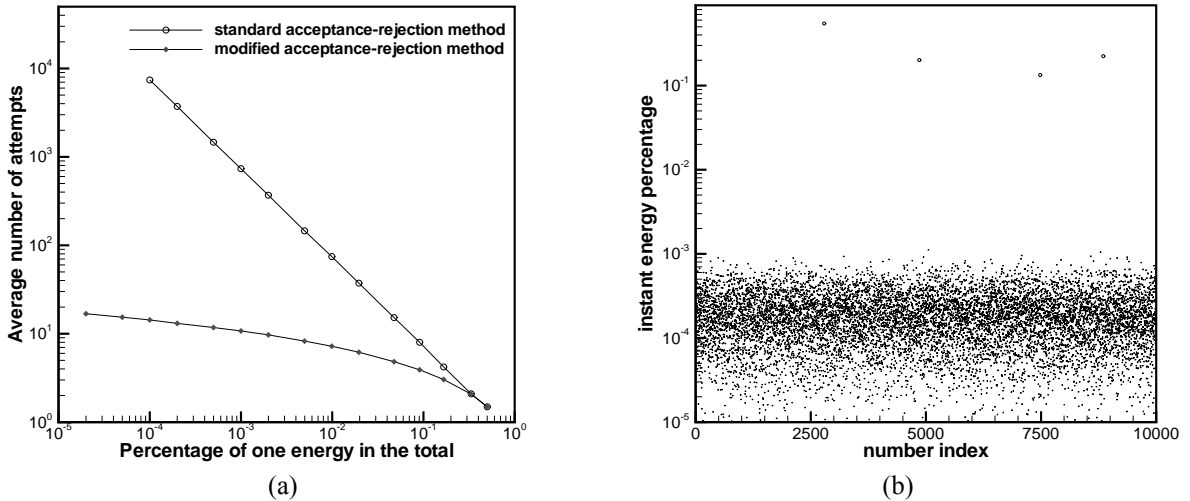 standard acceptance-rejection method
modified acceptance-rejection method
Average number of attempts
10^4
10^3
10^2
10^1
10^0
10^-5
10^-4
10^-3
10^-2
10^-1
10^0
Percentage of one energy in the total
(a)
instant energy percentage
10^-1
10^-2
10^-3
10^-4
10^-5
0
2500
5000
7500
10000
number index
(b)